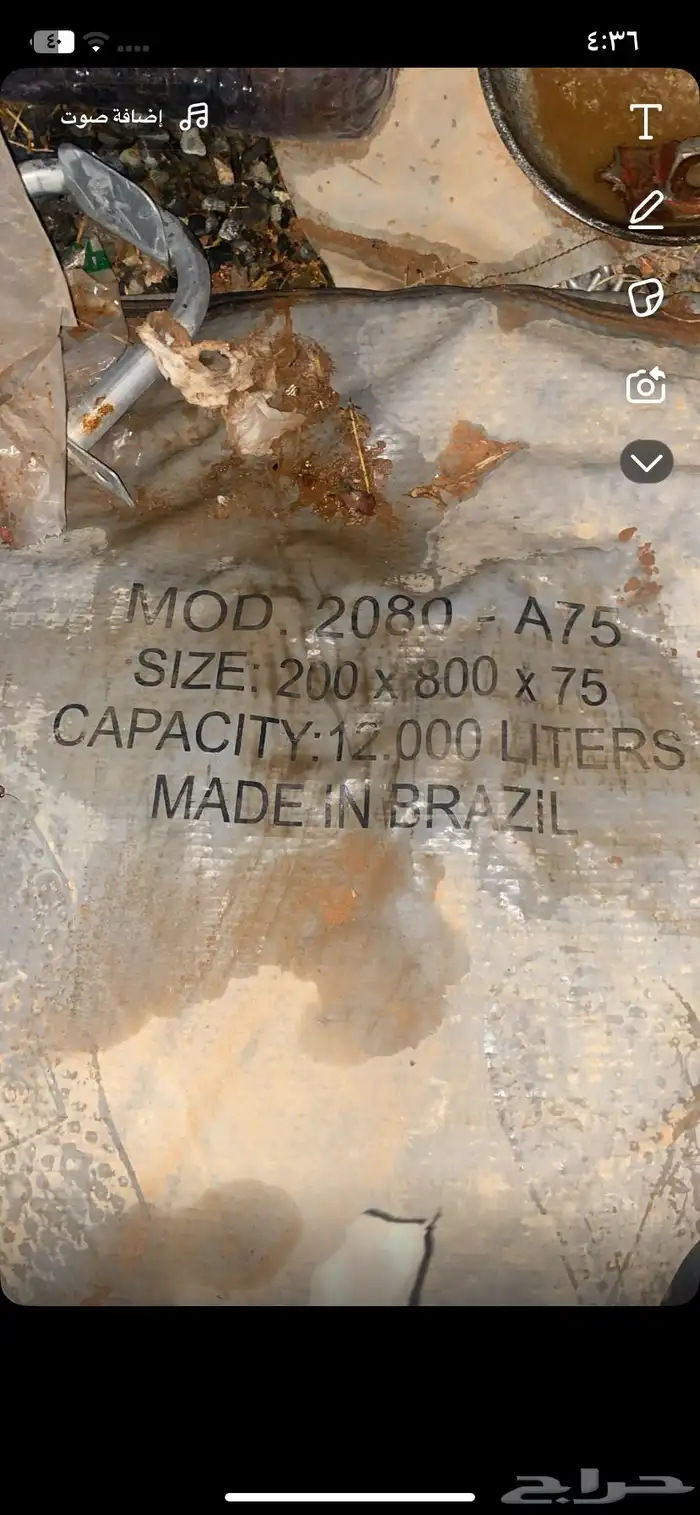 ٤:٣٦
٤٠
إضافة صوت
T
MOD. 2080 - A75
SIZE: 200 x 800 x 75
CAPACITY:12.000 LITERS
MADE IN BRAZIL
حراج